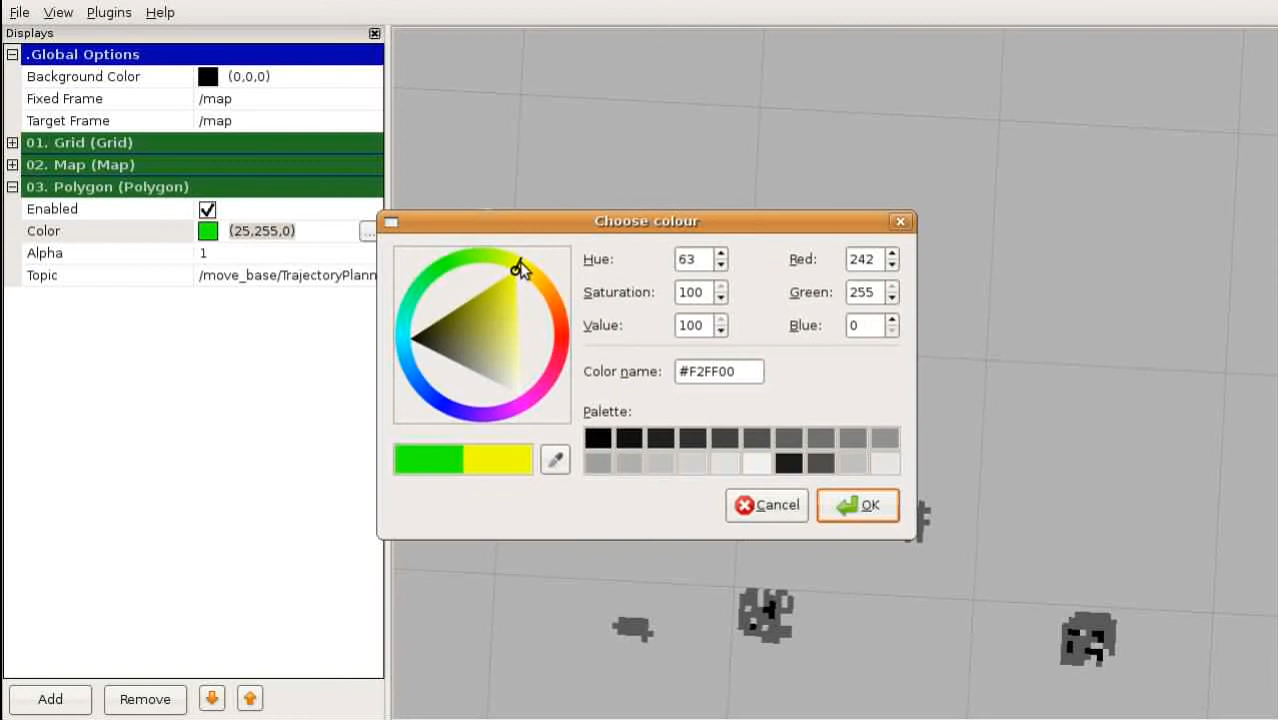 File View Plugins Help
Displays
.Global Options
Background Color (0,0,0)
Fixed Frame /map
Target Frame /map
01. Grid (Grid)
02. Map (Map)
03. Polygon (Polygon)
Enabled
Color (25,255,0) ...
Alpha 1
Topic /move_base/TrajectoryPlann
Choose colour
Hue: 63 Red: 242
Saturation: 100 Green: 255
Value: 100 Blue: 0
Color name: #F2FF00
Palette:
Cancel OK
Add Remove